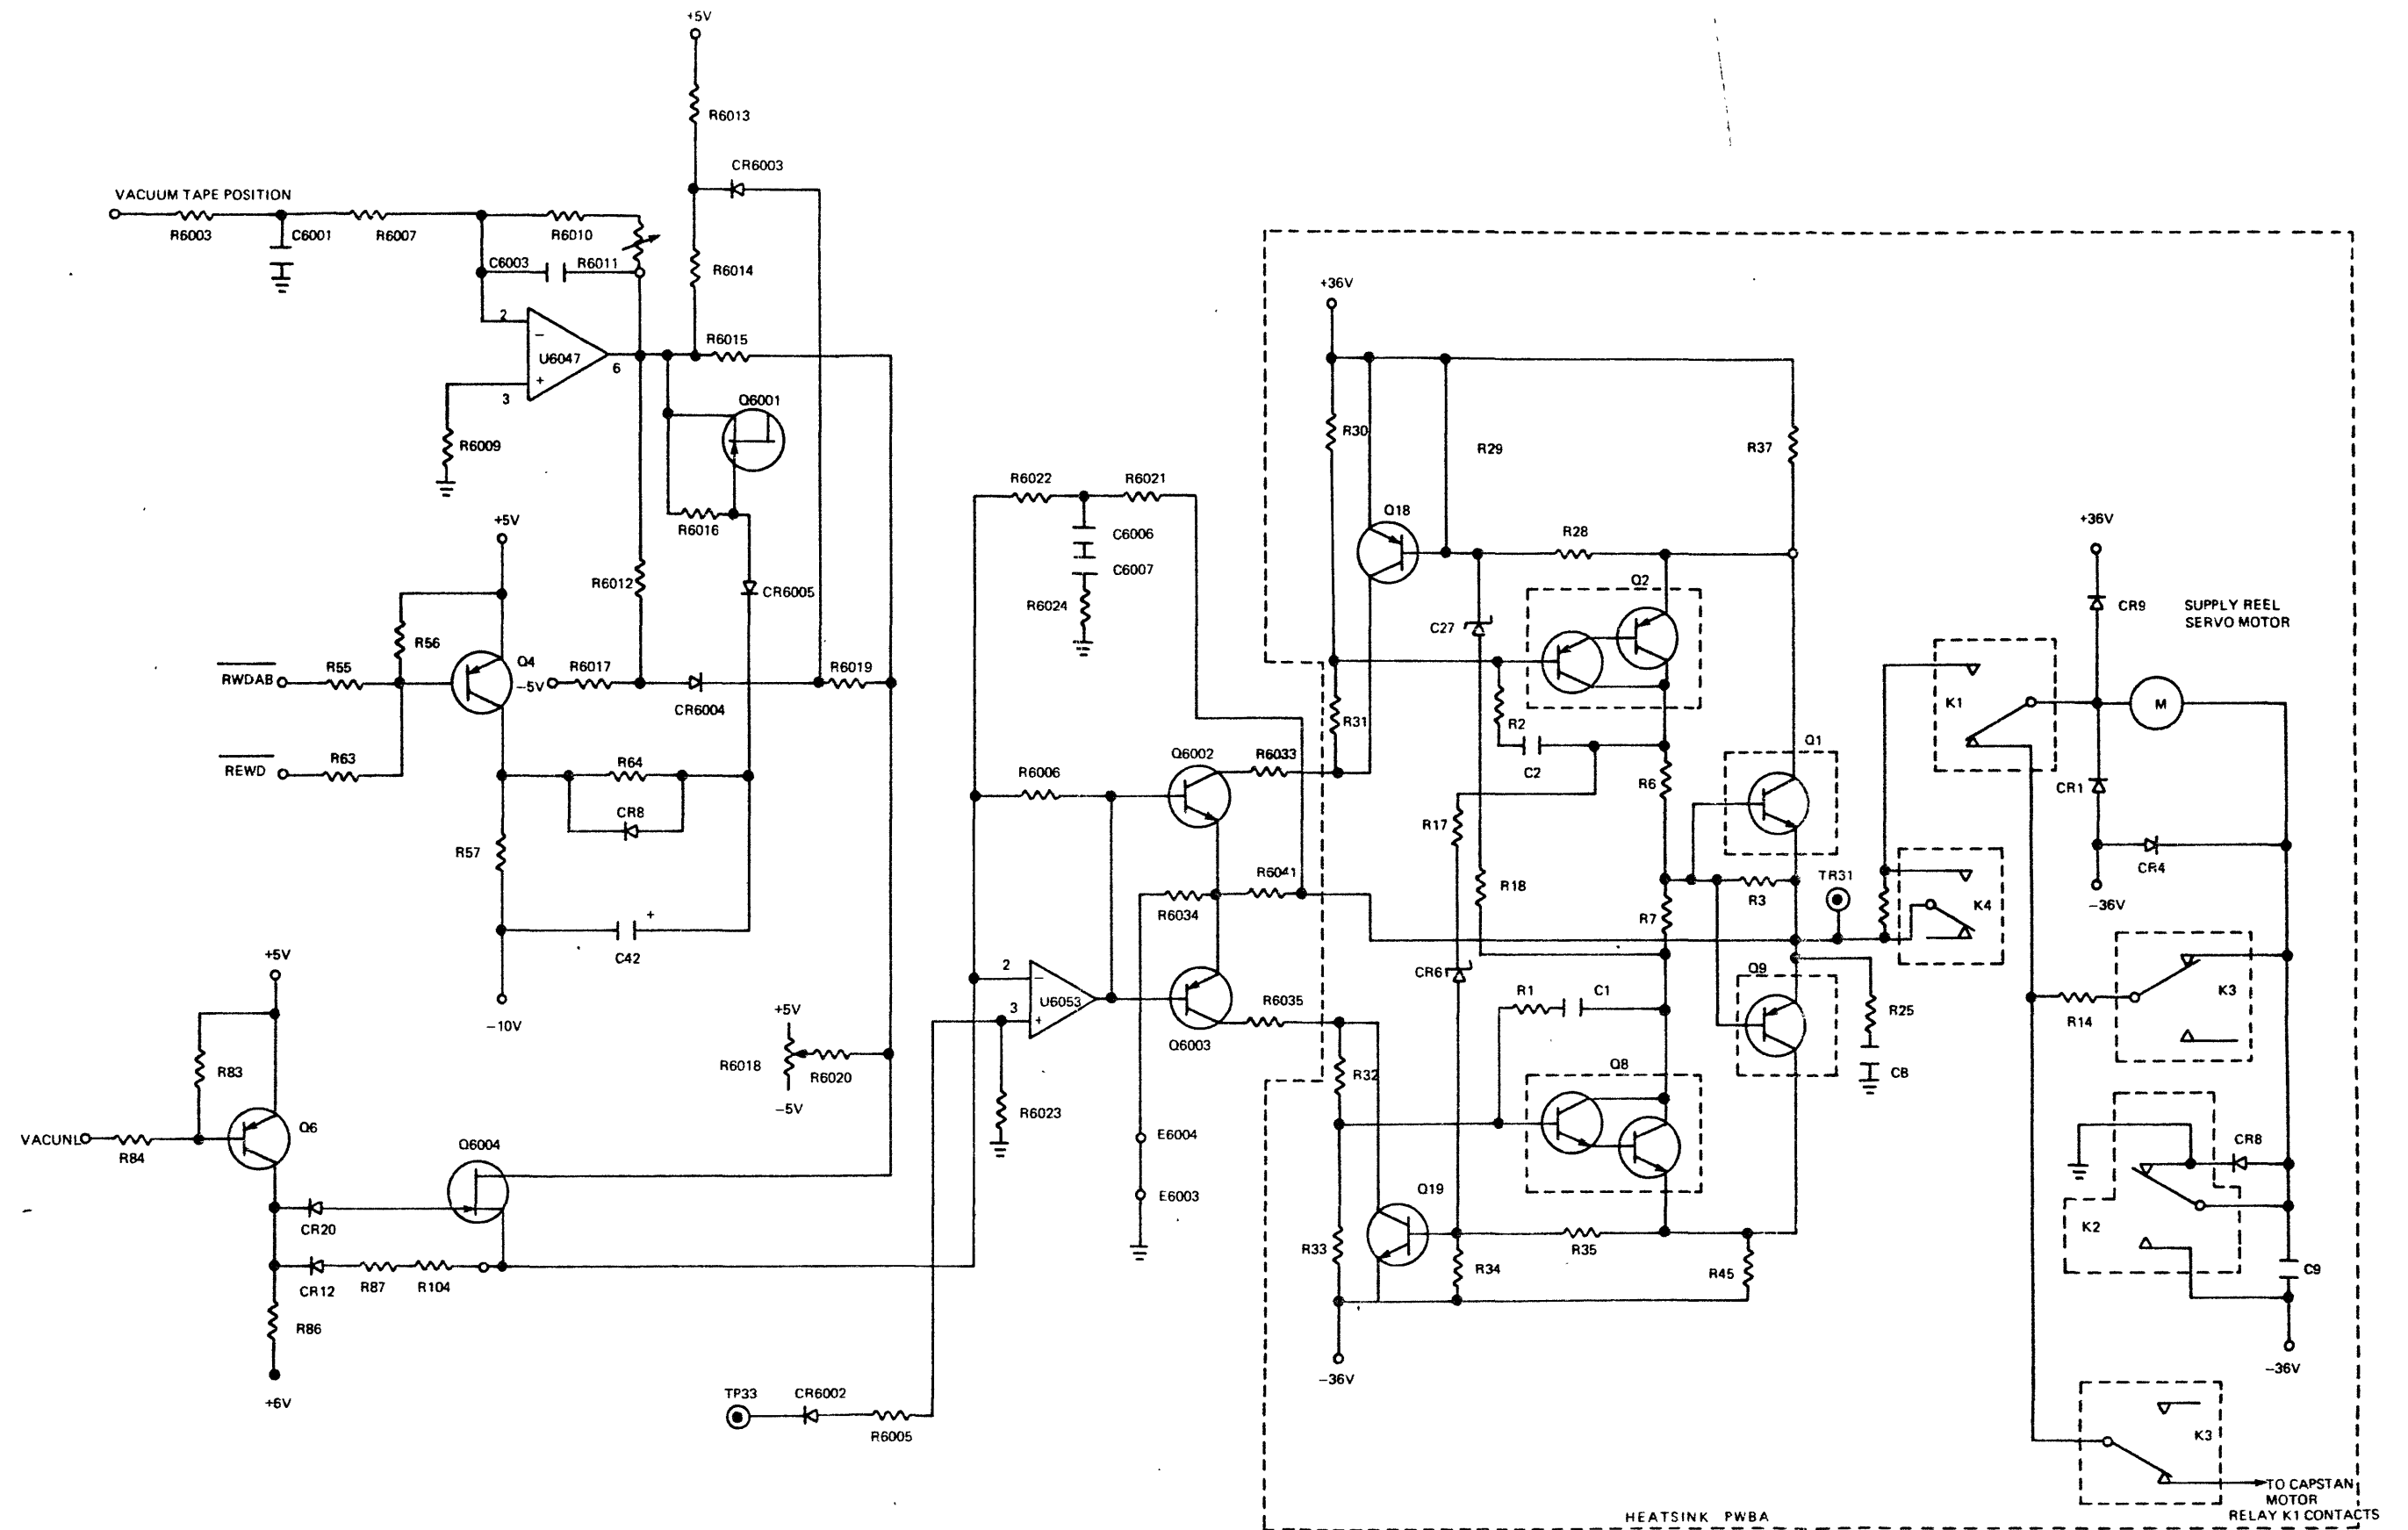 +5V
R6013
CR6003
VACUUM TAPE POSITION
R6003
C6001
R6007
R6010
C6003
R6011
R6014
2
−
U6047
6
+
3
R6015
R6009
Q6001
R6016
+5V
R6012
CR6005
R56
RWDAB
R55
Q4
−5V
R6017
CR6004
R6019
REWD
R63
R64
CR8
R57
+
C42
−10V
+5V
R83
VACUNL
R84
Q6
Q6004
CR20
CR12
R87
R104
R86
+6V
+5V
R6018
R6020
−5V
TP33
CR6002
R6005
R6022
R6021
C6006
C6007
R6024
R6006
Q6002
R6033
R6034
R6041
2
−
U6053
3
+
Q6003
R6035
R6023
E6004
E6003
+36V
R30
R29
R37
Q18
R28
Q2
C27
R31
R2
C2
R6
Q1
R17
R18
R3
R7
TR31
K4
CR6
R1
C1
Q9
R25
C8
R32
Q8
Q19
R33
R34
R35
R45
−36V
+36V
CR9
SUPPLY REEL
SERVO MOTOR
K1
M
CR1
CR4
−36V
R14
K3
CR8
K2
C9
−36V
K3
TO CAPSTAN
MOTOR
RELAY K1 CONTACTS
HEATSINK PWBA